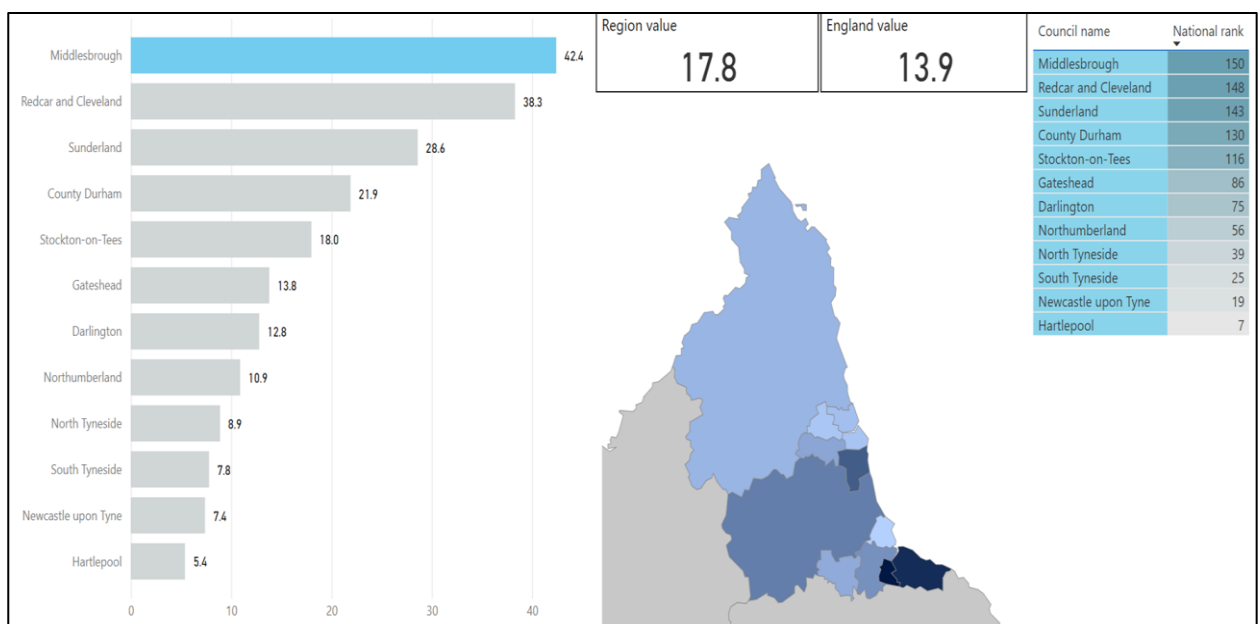 Middlesbrough 42.4
Redcar and Cleveland 38.3
Sunderland 28.6
County Durham 21.9
Stockton-on-Tees 18.0
Gateshead 13.8
Darlington 12.8
Northumberland 10.9
North Tyneside 8.9
South Tyneside 7.8
Newcastle upon Tyne 7.4
Hartlepool 5.4
0 10 20 30 40
Region value
17.8
England value
13.9
Council name National rank
Middlesbrough 150
Redcar and Cleveland 148
Sunderland 143
County Durham 130
Stockton-on-Tees 116
Gateshead 86
Darlington 75
Northumberland 56
North Tyneside 39
South Tyneside 25
Newcastle upon Tyne 19
Hartlepool 7